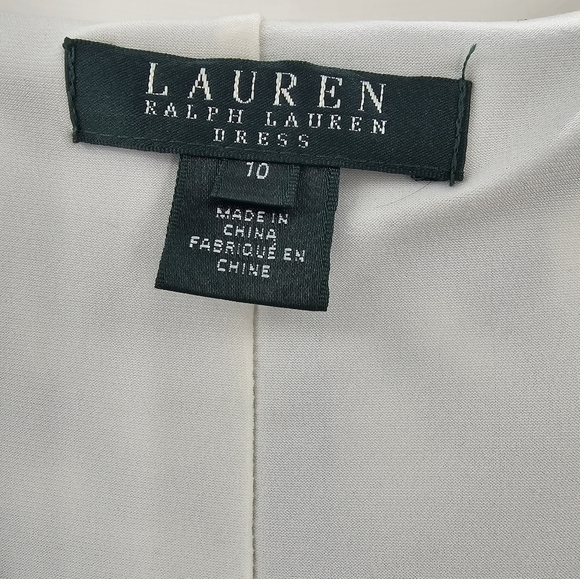 LAUREN
RALPH LAUREN
DRESS
10
MADE IN
CHINA
FABRIQUÉ EN
CHINE